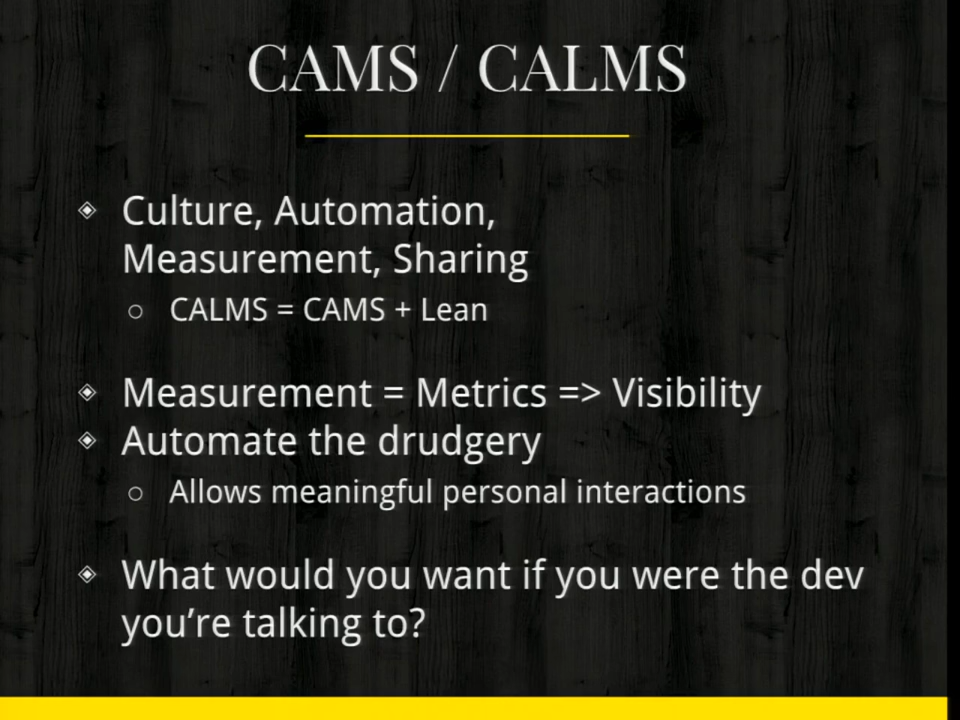 CAMS / CALMS
Culture, Automation,
Measurement, Sharing
CALMS = CAMS + Lean
Measurement = Metrics => Visibility
Automate the drudgery
Allows meaningful personal interactions
What would you want if you were the dev
you’re talking to?